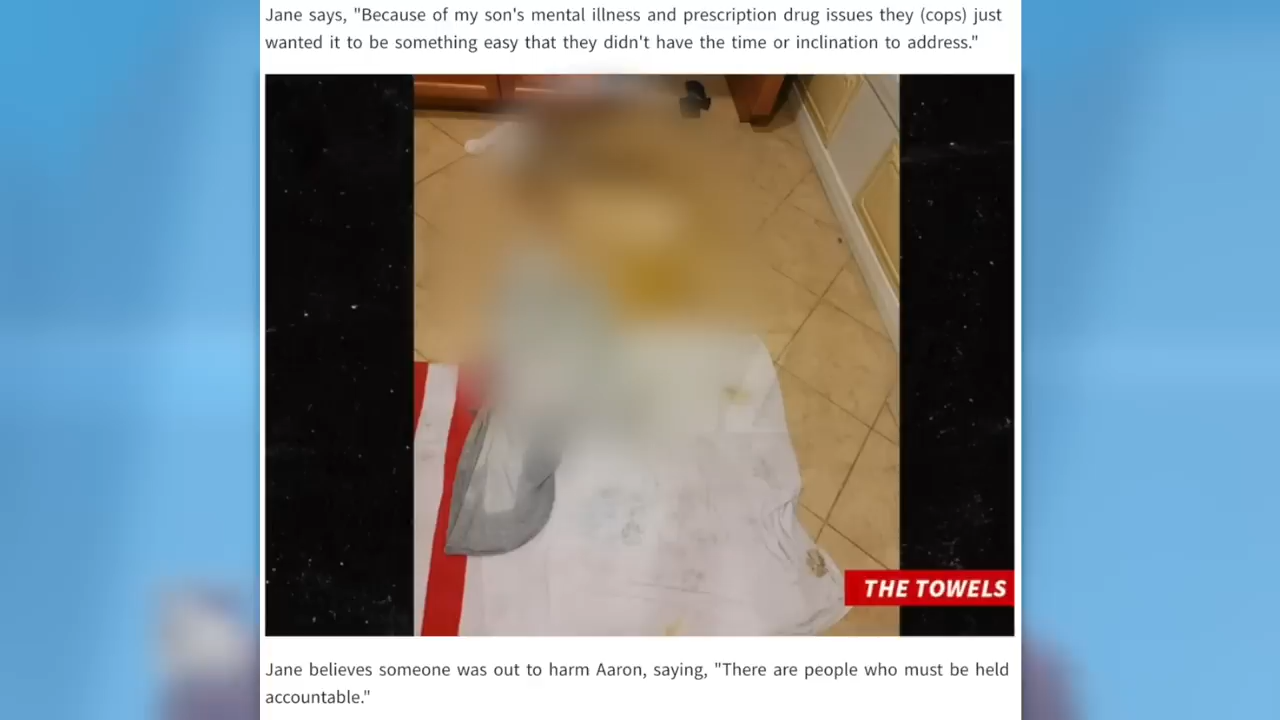 Jane says, "Because of my son's mental illness and prescription drug issues they (cops) just
wanted it to be something easy that they didn't have the time or inclination to address."
THE TOWELS
Jane believes someone was out to harm Aaron, saying, "There are people who must be held
accountable."